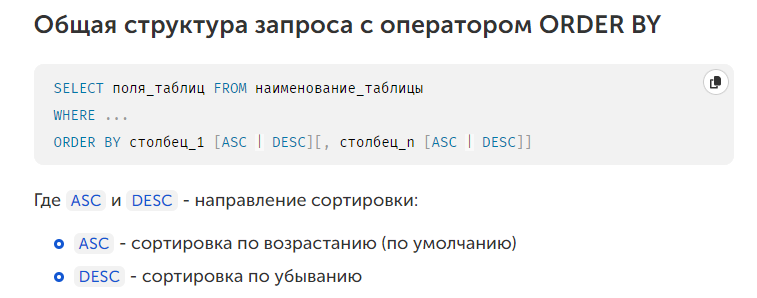 Общая структура запроса с оператором ORDER BY
SELECT поля_таблиц FROM наименование_таблицы
WHERE ...
ORDER BY столбец_1 [ASC | DESC][, столбец_n [ASC | DESC]]
Где ASC и DESC - направление сортировки:
ASC - сортировка по возрастанию (по умолчанию)
DESC - сортировка по убыванию